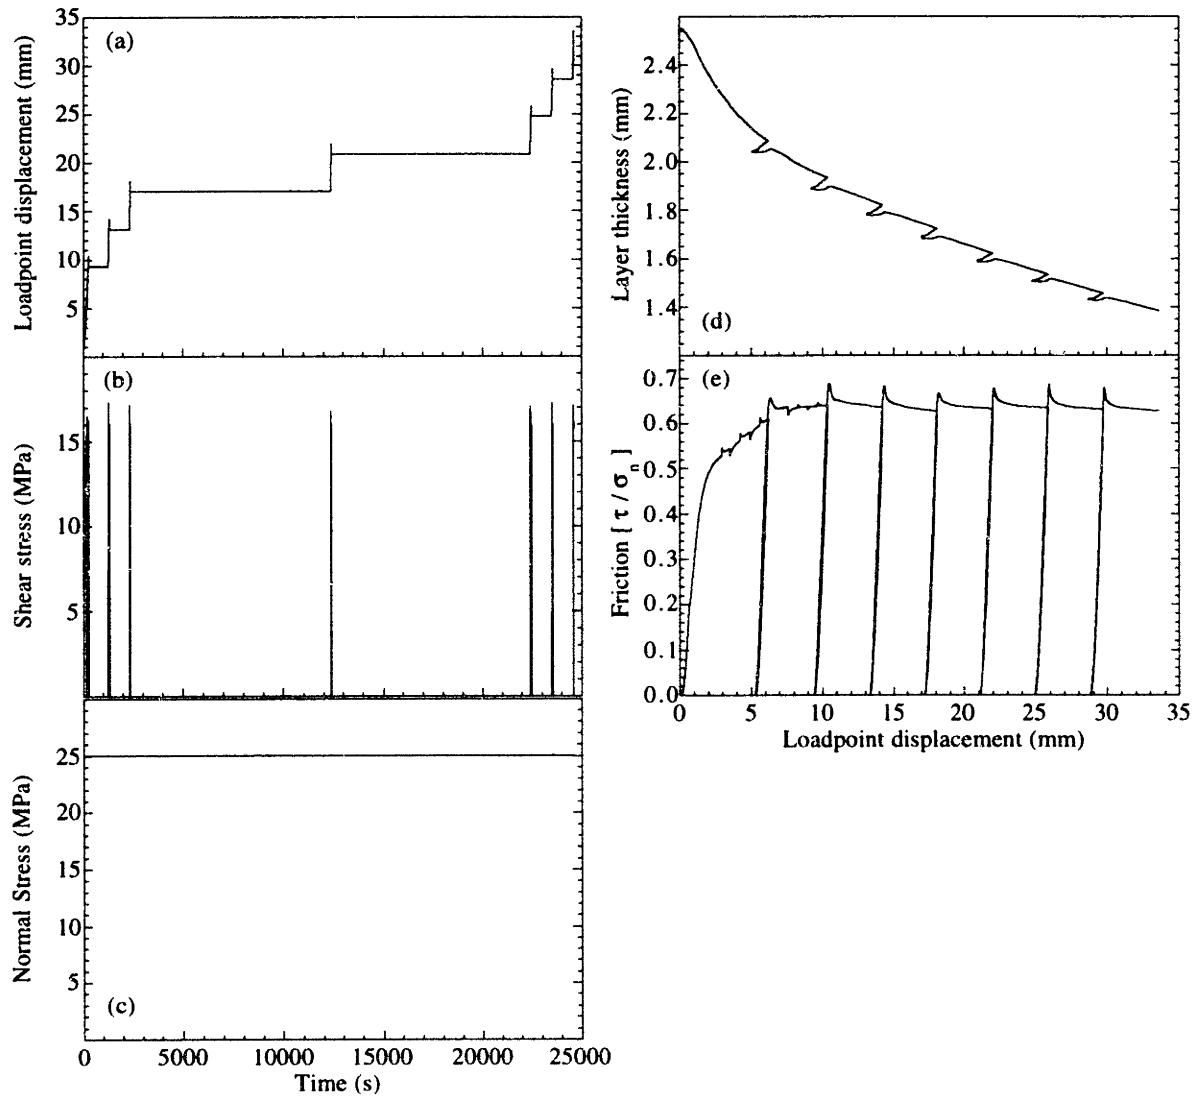 35
30
25
20
15
10
5
Loadpoint displacement (mm)
(a)
15
10
5
Shear stress (MPa)
(b)
25
20
15
10
5
Normal Stress (MPa)
(c)
0 5000 10000 15000 20000 25000
Time (s)
2.4
2.2
2.0
1.8
1.6
1.4
Layer thickness (mm)
(d)
0.7
0.6
0.5
0.4
0.3
0.2
0.1
0.0
Friction [ τ / σn ]
(e)
0 5 10 15 20 25 30 35
Loadpoint displacement (mm)